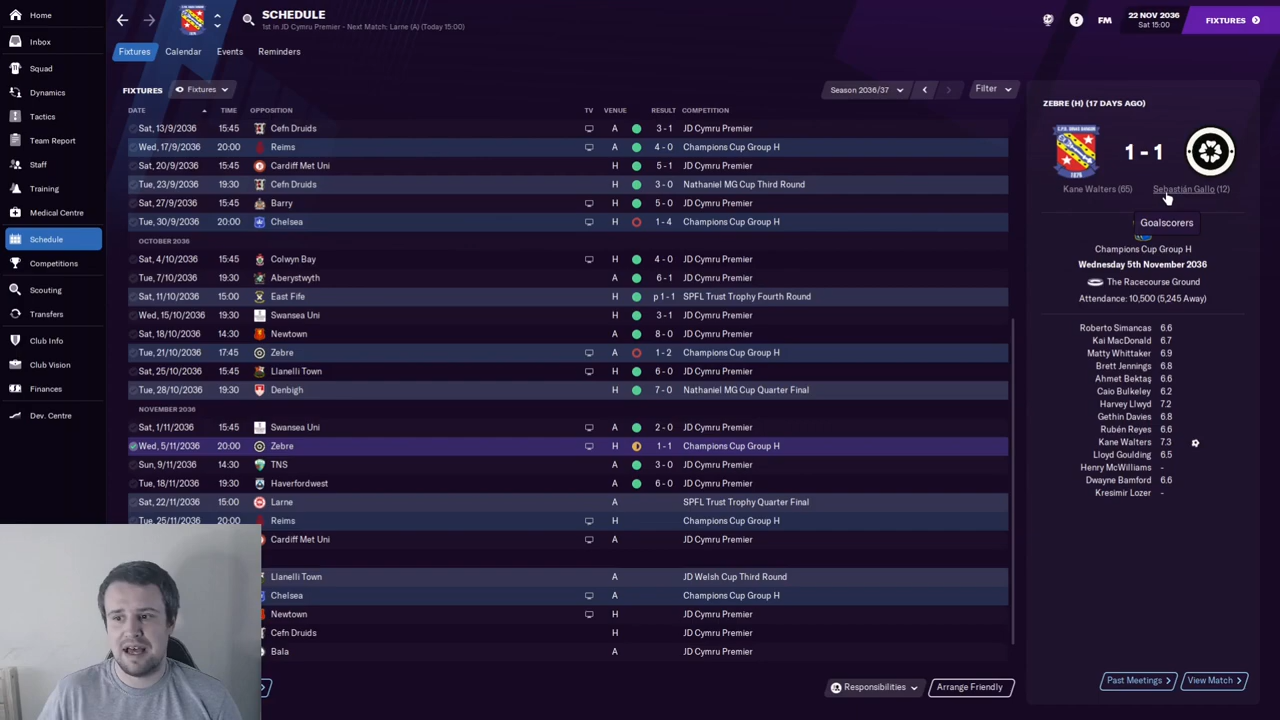 Home
Inbox
Squad
Dynamics
Tactics
Team Report
Staff
Training
Medical Centre
Schedule
Competitions
Scouting
Transfers
Club Info
Club Vision
Finances
Dev. Centre
SCHEDULE
1st in JD Cymru Premier - Next Match: Larne (A) (Today 15:00)
FM
22 NOV 2036
Sat 15:00
FIXTURES
Fixtures Calendar Events Reminders
FIXTURES Fixtures Season 2036/37 Filter
DATE TIME OPPOSITION TV VENUE RESULT COMPETITION
Sat, 13/9/2036 15:45 Cefn Druids A 3 - 1 JD Cymru Premier
Wed, 17/9/2036 20:00 Reims A 4 - 0 Champions Cup Group H
Sat, 20/9/2036 15:45 Cardiff Met Uni H 5 - 1 JD Cymru Premier
Tue, 23/9/2036 19:30 Cefn Druids H 3 - 0 Nathaniel MG Cup Third Round
Sat, 27/9/2036 15:45 Barry H 5 - 0 JD Cymru Premier
Tue, 30/9/2036 20:00 Chelsea H 1 - 4 Champions Cup Group H
OCTOBER 2036
Sat, 4/10/2036 15:45 Colwyn Bay H 4 - 0 JD Cymru Premier
Tue, 7/10/2036 19:30 Aberystwyth A 6 - 1 JD Cymru Premier
Sat, 11/10/2036 15:00 East Fife H p 1 - 1 SPFL Trust Trophy Fourth Round
Wed, 15/10/2036 19:30 Swansea Uni H 3 - 1 JD Cymru Premier
Sat, 18/10/2036 14:30 Newtown A 8 - 0 JD Cymru Premier
Tue, 21/10/2036 17:45 Zebre A 1 - 2 Champions Cup Group H
Sat, 25/10/2036 15:45 Llanelli Town H 6 - 0 JD Cymru Premier
Tue, 28/10/2036 19:30 Denbigh H 7 - 0 Nathaniel MG Cup Quarter Final
NOVEMBER 2036
Sat, 1/11/2036 15:45 Swansea Uni A 2 - 0 JD Cymru Premier
Wed, 5/11/2036 20:00 Zebre H 1 - 1 Champions Cup Group H
Sun, 9/11/2036 14:30 TNS A 3 - 0 JD Cymru Premier
Tue, 18/11/2036 19:30 Haverfordwest A 6 - 0 JD Cymru Premier
Sat, 22/11/2036 15:00 Larne A SPFL Trust Trophy Quarter Final
Tue, 25/11/2036 20:00 Reims H Champions Cup Group H
Cardiff Met Uni A JD Cymru Premier
Llanelli Town A JD Welsh Cup Third Round
Chelsea A Champions Cup Group H
Newtown H JD Cymru Premier
Cefn Druids H JD Cymru Premier
Bala A JD Cymru Premier
Responsibilities Arrange Friendly
ZEBRE (H) (17 DAYS AGO)
1876
1 - 1
Kane Walters (65) Sebastián Gallo (12)
Goalscorers
Champions Cup Group H
Wednesday 5th November 2036
The Racecourse Ground
Attendance: 10,500 (5,245 Away)
Roberto Simancas 6.6
Kai MacDonald 6.7
Matty Whittaker 6.9
Brett Jennings 6.8
Ahmet Bektaş 6.6
Caio Bulkeley 6.2
Harvey Llwyd 7.2
Gethin Davies 6.8
Rubén Reyes 6.6
Kane Walters 7.3
Lloyd Goulding 6.5
Henry McWilliams -
Dwayne Bamford 6.6
Kresimir Lozer -
Past Meetings View Match